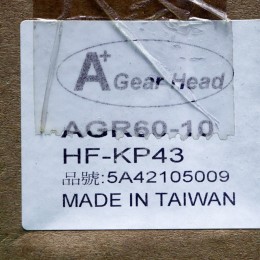 A+ Gear Head
AGR60-10
HF-KP43
品號:5A42105009
MADE IN TAIWAN